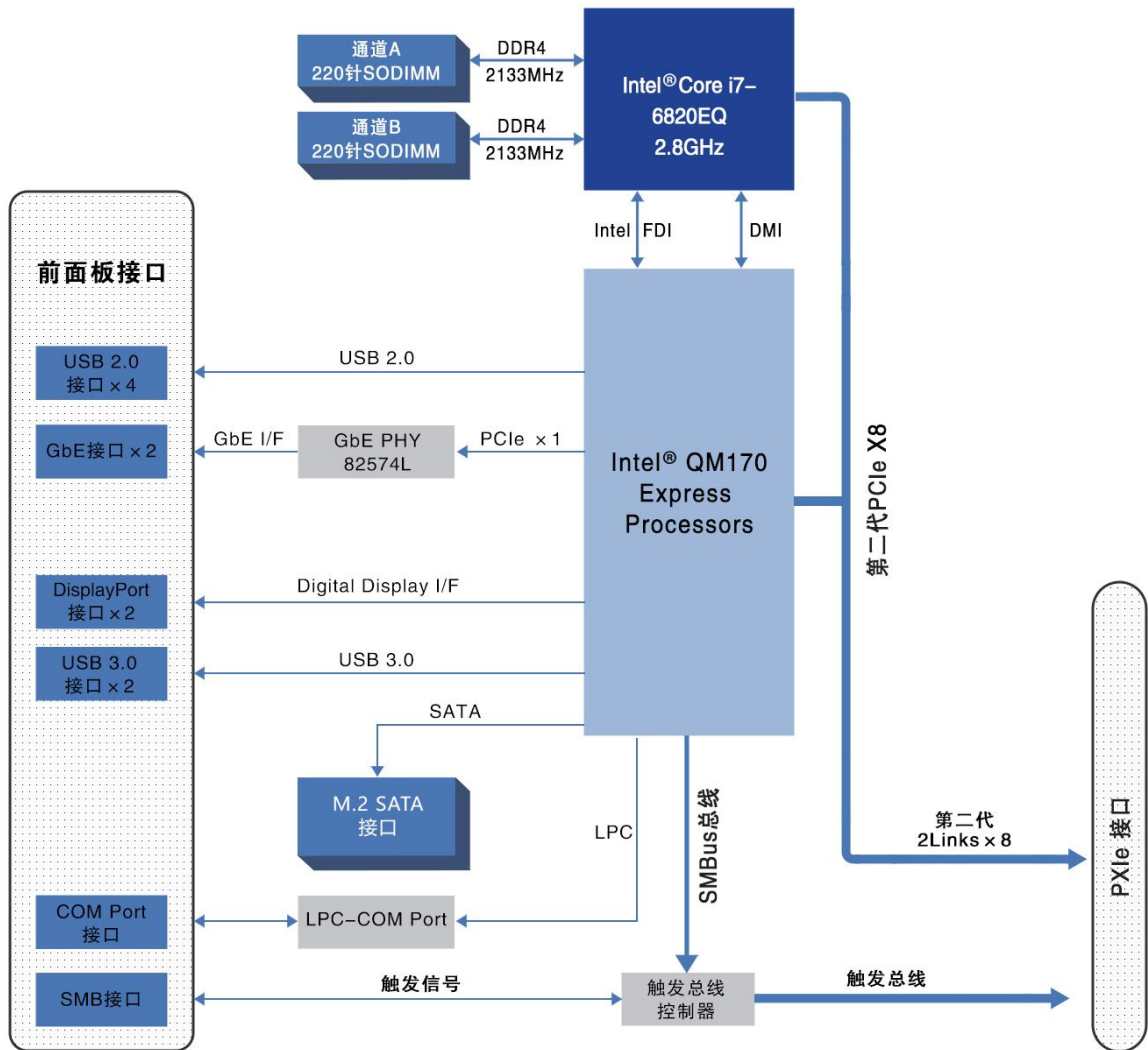 通道A
220针SODIMM
DDR4
2133MHz
通道B
220针SODIMM
DDR4
2133MHz
Intel®Core i7-
6820EQ
2.8GHz
Intel FDI
DMI
前面板接口
USB 2.0
接口×4
USB 2.0
GbE接口×2
GbE I/F
GbE PHY
82574L
PCIe ×1
Intel® QM170
Express
Processors
第二代PCIe X8
DisplayPort
接口×2
Digital Display I/F
USB 3.0
接口×2
USB 3.0
SATA
M.2 SATA
接口
LPC
SMBus总线
第二代
2Links×8
PXIe 接口
COM Port
接口
LPC-COM Port
SMB接口
触发信号
触发总线
控制器
触发总线